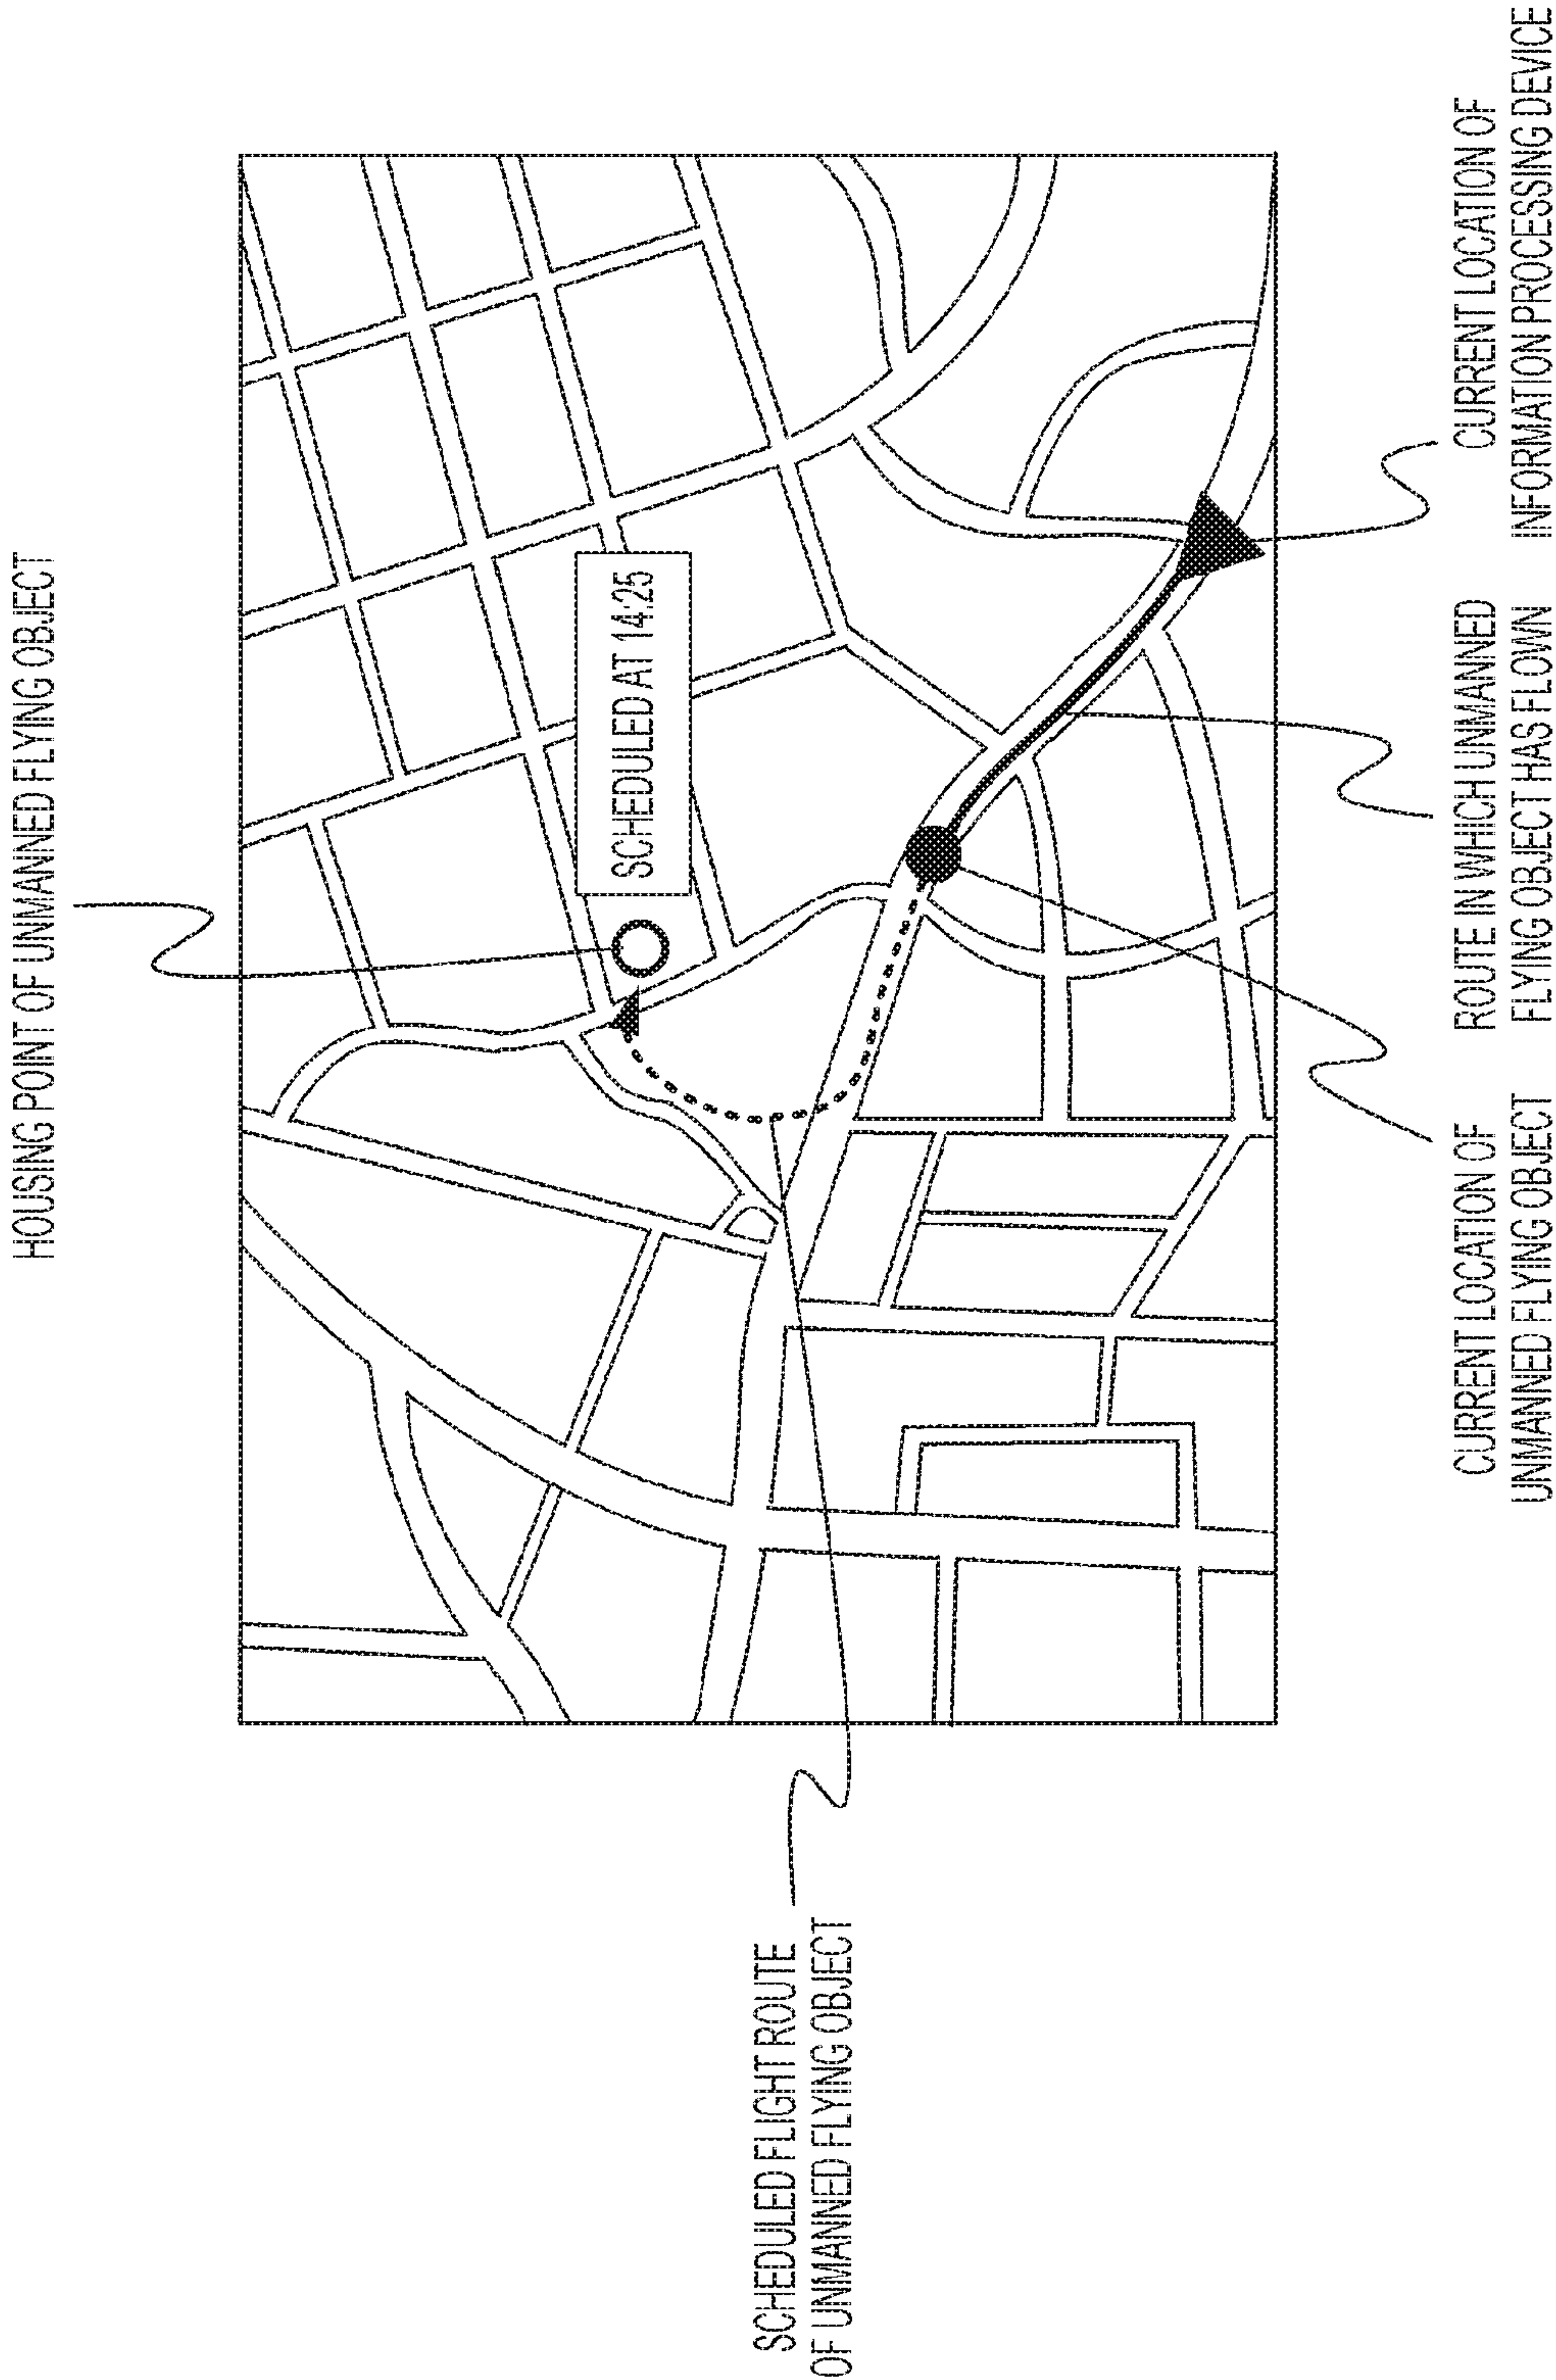 HOUSING POINT OF UNMANNED FLYING OBJECT
SCHEDULED AT 14:25
SCHEDULED FLIGHT ROUTE
OF UNMANNED FLYING OBJECT
CURRENT LOCATION OF
UNMANNED FLYING OBJECT
ROUTE IN WHICH UNMANNED
FLYING OBJECT HAS FLOWN
CURRENT LOCATION OF
INFORMATION PROCESSING DEVICE